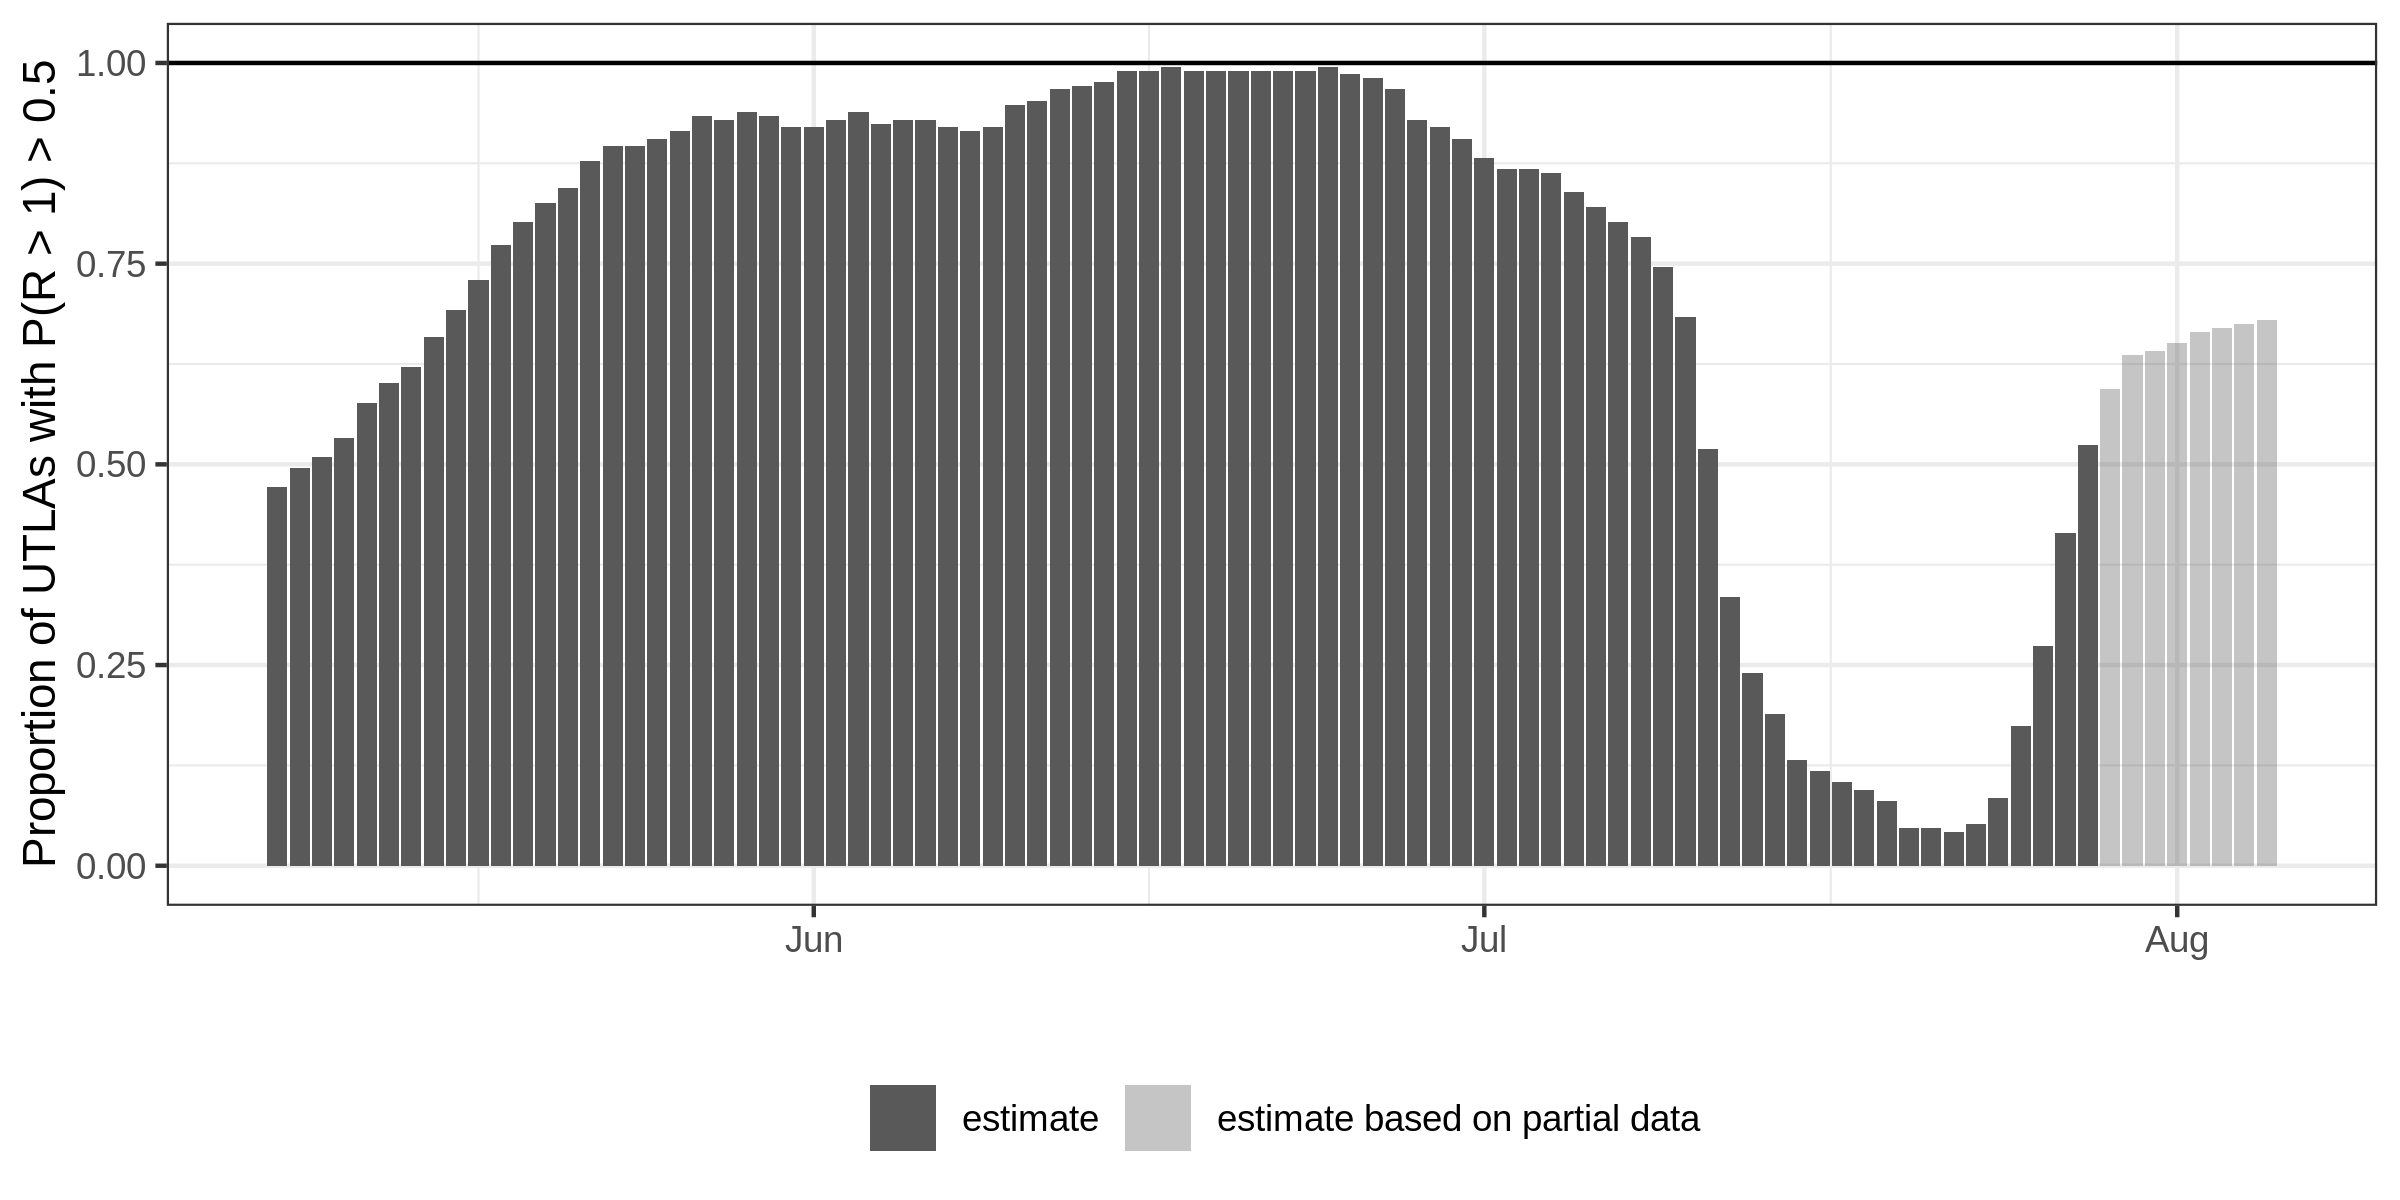 Proportion of UTLAs with P(R > 1) > 0.5
1.00
0.75
0.50
0.25
0.00
Jun Jul Aug
estimate estimate based on partial data